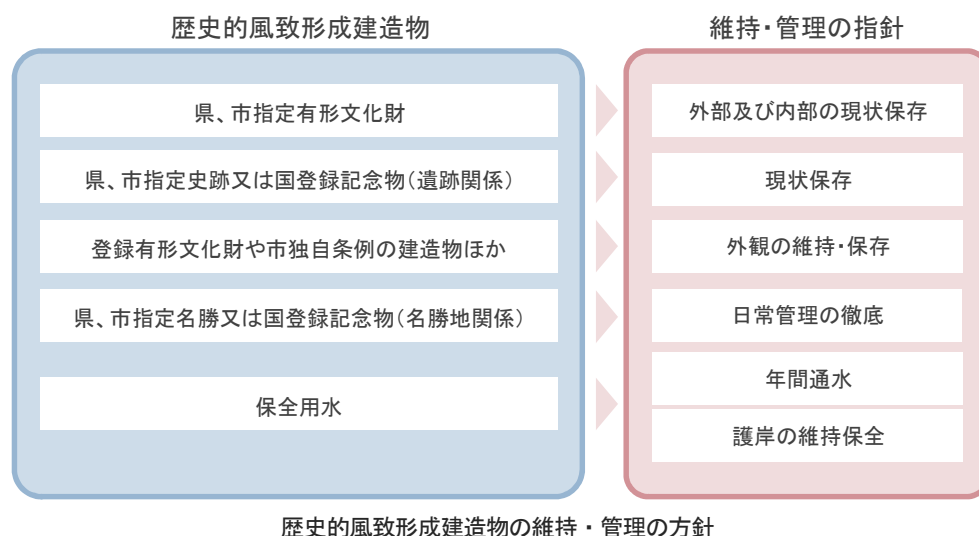 歴史的風致形成建造物
維持・管理の指針
県、市指定有形文化財
外部及び内部の現状保存
県、市指定史跡又は国登録記念物（遺跡関係）
現状保存
登録有形文化財や市独自条例の建造物ほか
外観の維持・保存
県、市指定名勝又は国登録記念物（名勝地関係）
日常管理の徹底
保全用水
年間通水
護岸の維持保全
歴史的風致形成建造物の維持・管理の方針